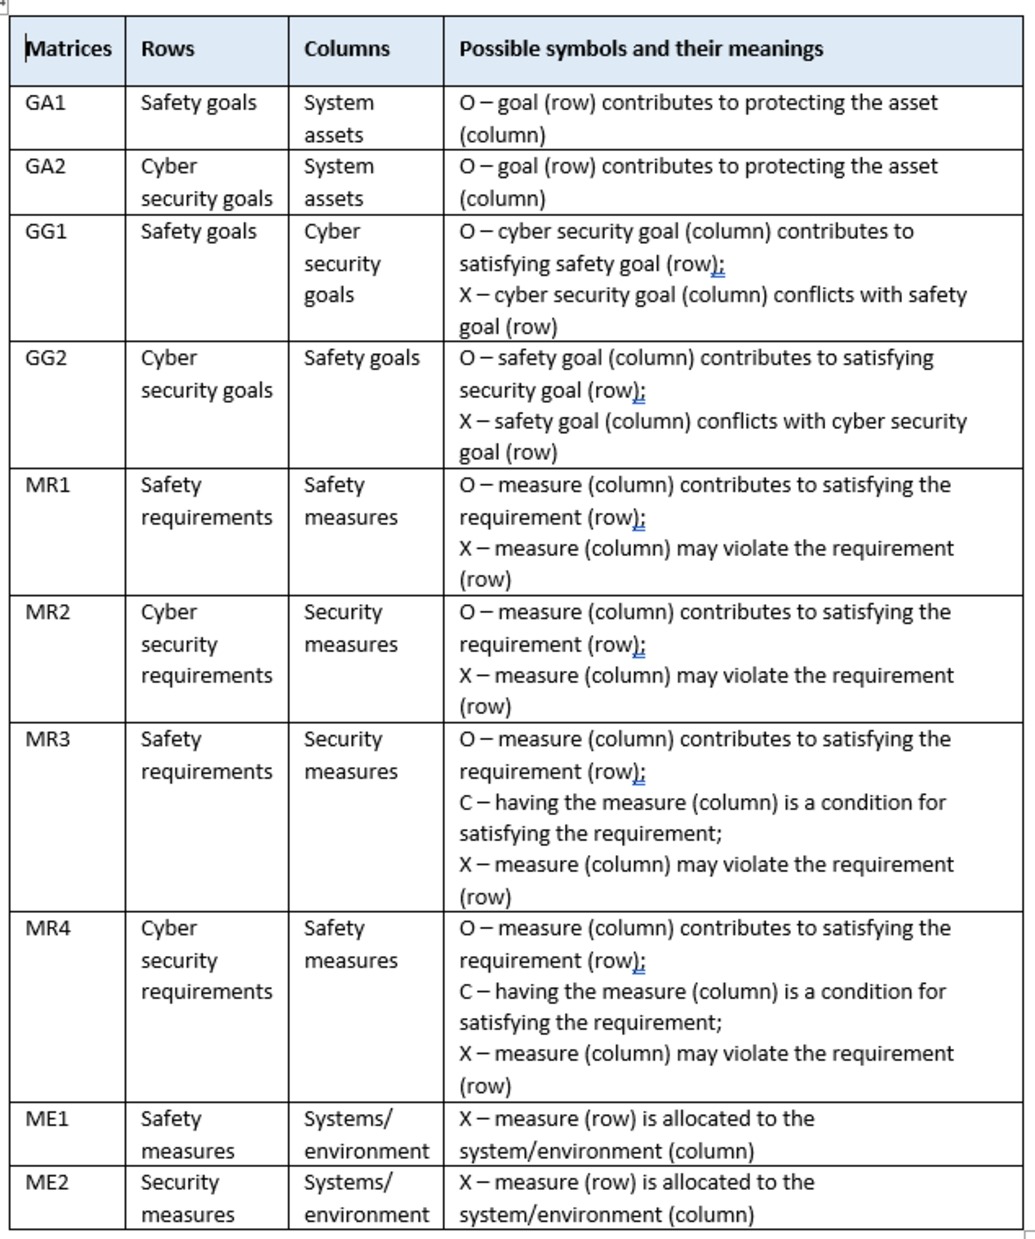 Matrices Rows Columns Possible symbols and their meanings
GA1 Safety goals System O – goal (row) contributes to protecting the asset
assets (column)
GA2 Cyber System O – goal (row) contributes to protecting the asset
security goals assets (column)
GG1 Safety goals Cyber O – cyber security goal (column) contributes to
security satisfying safety goal (row);
goals X – cyber security goal (column) conflicts with safety
goal (row)
GG2 Cyber Safety goals O – safety goal (column) contributes to satisfying
security goals security goal (row);
X – safety goal (column) conflicts with cyber security
goal (row)
MR1 Safety Safety O – measure (column) contributes to satisfying the
requirements measures requirement (row);
X – measure (column) may violate the requirement
(row)
MR2 Cyber Security O – measure (column) contributes to satisfying the
security measures requirement (row);
requirements X – measure (column) may violate the requirement
(row)
MR3 Safety Security O – measure (column) contributes to satisfying the
requirements measures requirement (row);
C – having the measure (column) is a condition for
satisfying the requirement;
X – measure (column) may violate the requirement
(row)
MR4 Cyber Safety O – measure (column) contributes to satisfying the
security measures requirement (row);
requirements C – having the measure (column) is a condition for
satisfying the requirement;
X – measure (column) may violate the requirement
(row)
ME1 Safety Systems/ X – measure (row) is allocated to the
measures environment system/environment (column)
ME2 Security Systems/ X – measure (row) is allocated to the
measures environment system/environment (column)